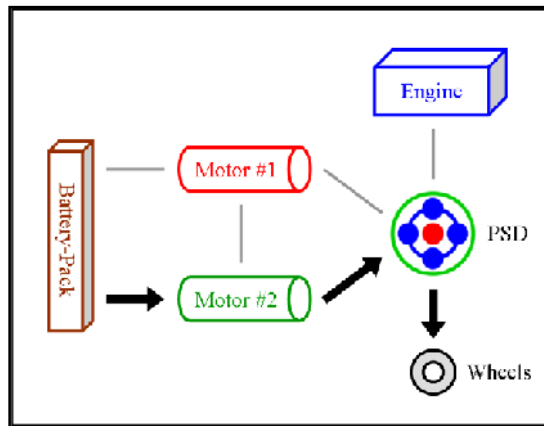 Engine
Motor #1
Battery-Pack
PSD
Motor #2
Wheels